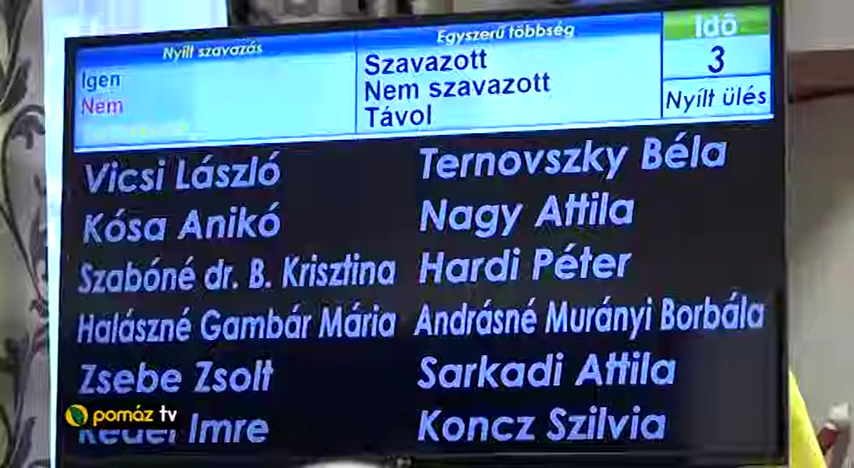 Nyílt szavazás
Igen
Nem
Egyszerű többség
Szavazott
Nem szavazott
Távol
Idő
3
Nyílt ülés
Vicsi László
Kósa Anikó
Szabóné dr. B. Krisztina
Halászné Gambár Mária
Zsebe Zsolt
Imre
Ternovszky Béla
Nagy Attila
Hardi Péter
Andrásné Murányi Borbála
Sarkadi Attila
Koncz Szilvia
pomáz tv